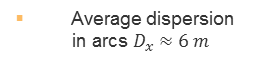 ▪ Average dispersion
in arcs Dₓ ≈ 6 m